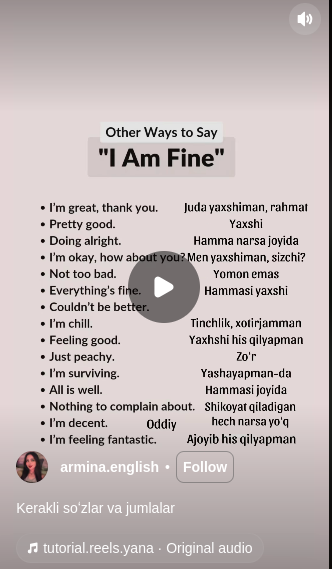 Other Ways to Say
"I Am Fine"
• I'm great, thank you. Juda yaxshiman, rahmat
• Pretty good. Yaxshi
• Doing alright. Hamma narsa joyida
• I'm okay, how about you? Men yaxshiman, sizchi?
• Not too bad. Yomon emas
• Everything's fine. Hammasi yaxshi
• Couldn't be better.
• I'm chill. Tinchlik, xotirjamman
• Feeling good. Yaxhshi his qilyapman
• Just peachy. Zo'r
• I'm surviving. Yashayapman-da
• All is well. Hammasi joyida
• Nothing to complain about. Shikoyat qiladigan
• I'm decent. Oddiy hech narsa yo'q
• I'm feeling fantastic. Ajoyib his qilyapman
armina.english • Follow
Kerakli so'zlar va jumlalar
tutorial.reels.yana · Original audio